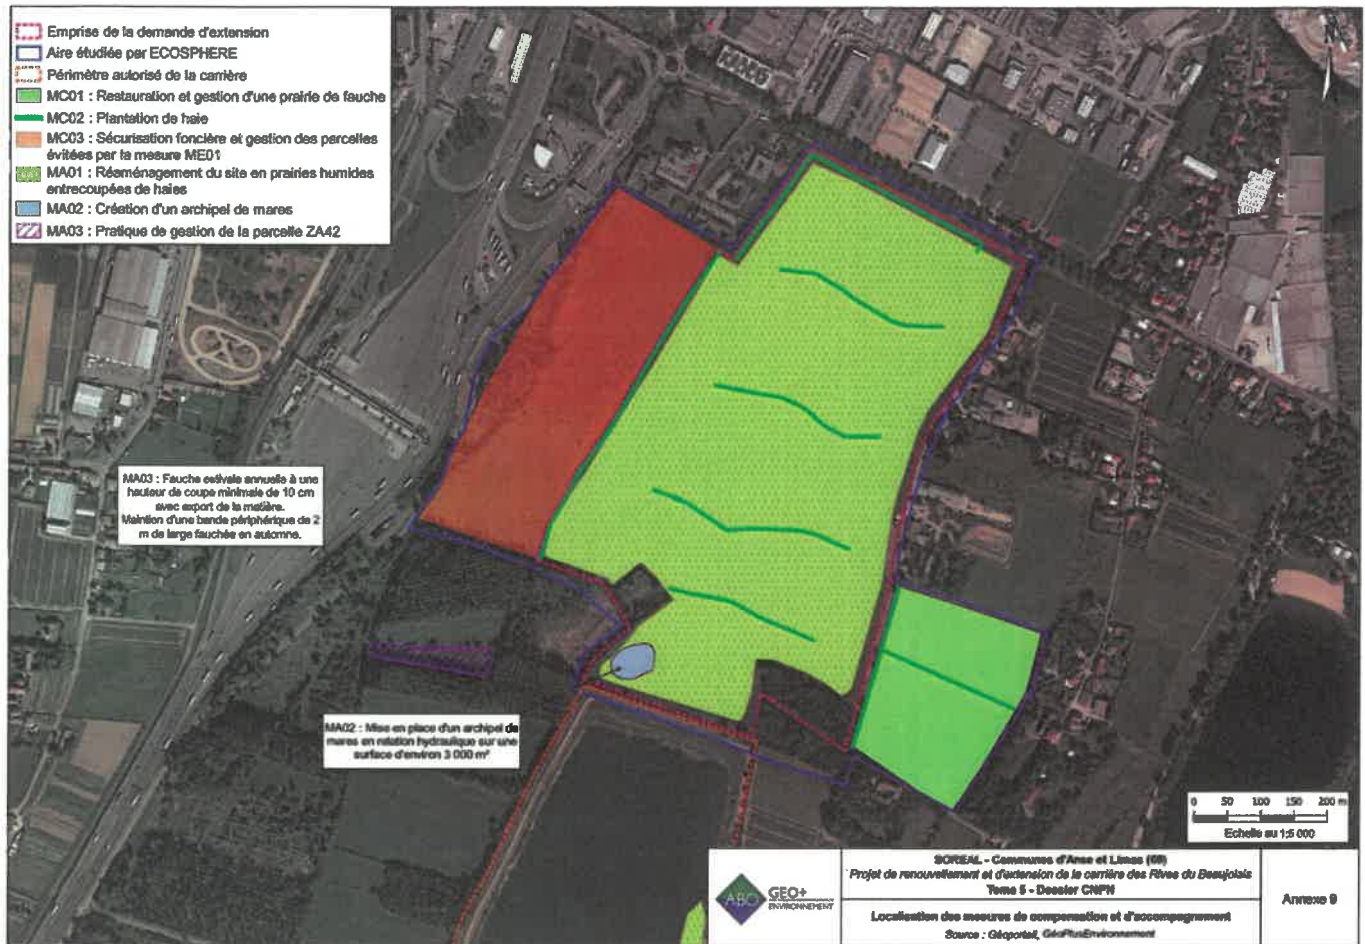 Emprise de la demande d'extension
Aire étudiée par ECOSPHERE
Périmètre autorisé de la carrière
MC01 : Restauration et gestion d'une prairie de fauche
MC02 : Plantation de haie
MC03 : Sécurisation foncière et gestion des parcelles
évitées par la mesure ME01
MA01 : Réaménagement du site en prairies humides
entrecoupées de haies
MA02 : Création d'un archipel de mares
MA03 : Pratique de gestion de la parcelle ZA42
MA03 : Fauche estivale annuelle à une
hauteur de coupe minimale de 10 cm
avec export de la matière.
Maintien d'une bande périphérique de 2
m de large fauchée en automne.
MA02 : Mise en place d'un archipel de
mares en relation hydraulique sur une
surface d'environ 3 000 m²
0 50 100 150 200 m
Echelle au 1:5 000
ABO GEO+
ENVIRONNEMENT
SOREAL - Communes d'Anse et Limas (69)
Projet de renouvellement et d'extension de la carrière des Rives du Beaujolais
Tome 5 - Dossier CNPN
Localisation des mesures de compensation et d'accompagnement
Source : Géoportail, GéoPlusEnvironnement
Annexe 9